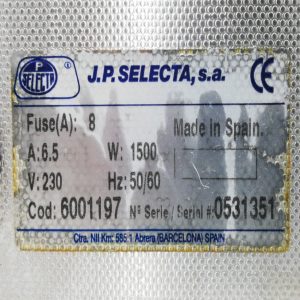 P
SELECTA
J.P. SELECTA, s.a.
CE
Fuse(A): 8
Made in Spain.
A: 6.5 W: 1500
V: 230 Hz: 50/60
Cod: 6001197 Nº Serie / Serial #: 0531351
Ctra. NII Km: 585.1 Abrera (BARCELONA) SPAIN